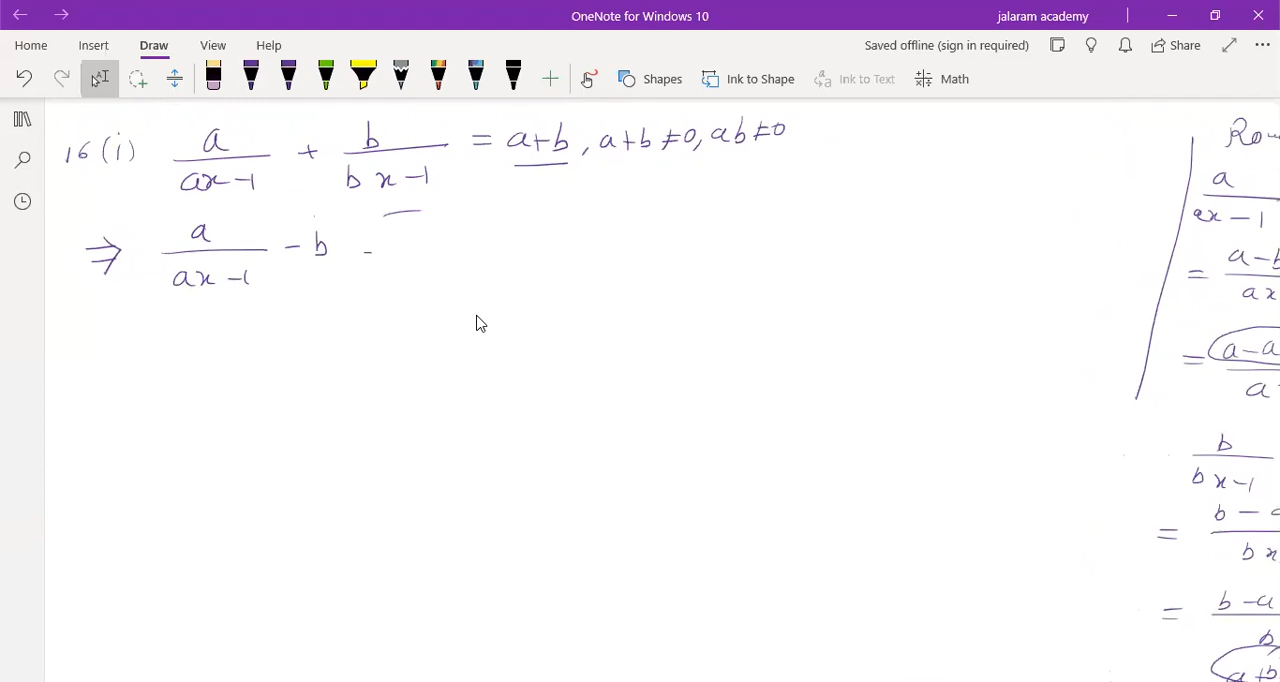 OneNote for Windows 10
jalaram academy
Home Insert Draw View Help
Saved offline (sign in required) Share
Shapes Ink to Shape Ink to Text Math
16 (i) a/(ax-1) + b/(bx-1) = a+b, a+b≠0, ab≠0
⇒ a/(ax-1) - b -
a
ax-1
= a-b
ax
= a-a
a
b
bx-1
b -
= bx
= b-a
b
a+b